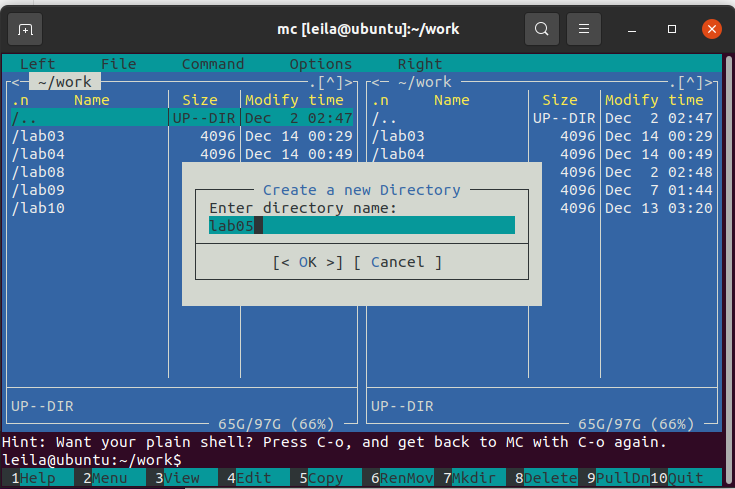 mc [leila@ubuntu]:~/work
Left File Command Options Right
<─ ~/work ─.[^]> <─ ~/work ─.[^]>
.n Name Size Modify time .n Name Size Modify time
/.. UP--DIR Dec 2 02:47 /.. UP--DIR Dec 2 02:47
/lab03 4096 Dec 14 00:29 /lab03 4096 Dec 14 00:29
/lab04 4096 Dec 14 00:49 /lab04 4096 Dec 14 00:49
/lab08 4096 Dec 2 02:48
/lab09 4096 Dec 7 01:44
/lab10 4096 Dec 13 03:20
Create a new Directory
Enter directory name:
lab05
[< OK >] [ Cancel ]
UP--DIR UP--DIR
65G/97G (66%) 65G/97G (66%)
Hint: Want your plain shell? Press C-o, and get back to MC with C-o again.
leila@ubuntu:~/work$
1Help 2Menu 3View 4Edit 5Copy 6RenMov 7Mkdir 8Delete 9PullDn 10Quit